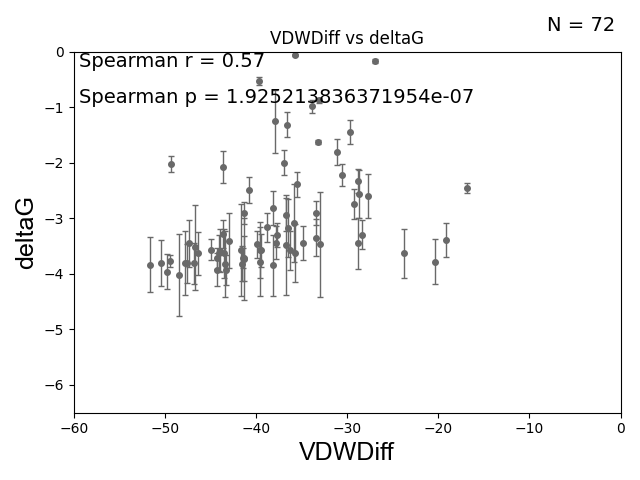 N = 72
VDWDiff vs deltaG
Spearman r = 0.57
Spearman p = 1.925213836371954e-07
deltaG
0
−1
−2
−3
−4
−5
−6
−60 −50 −40 −30 −20 −10 0
VDWDiff